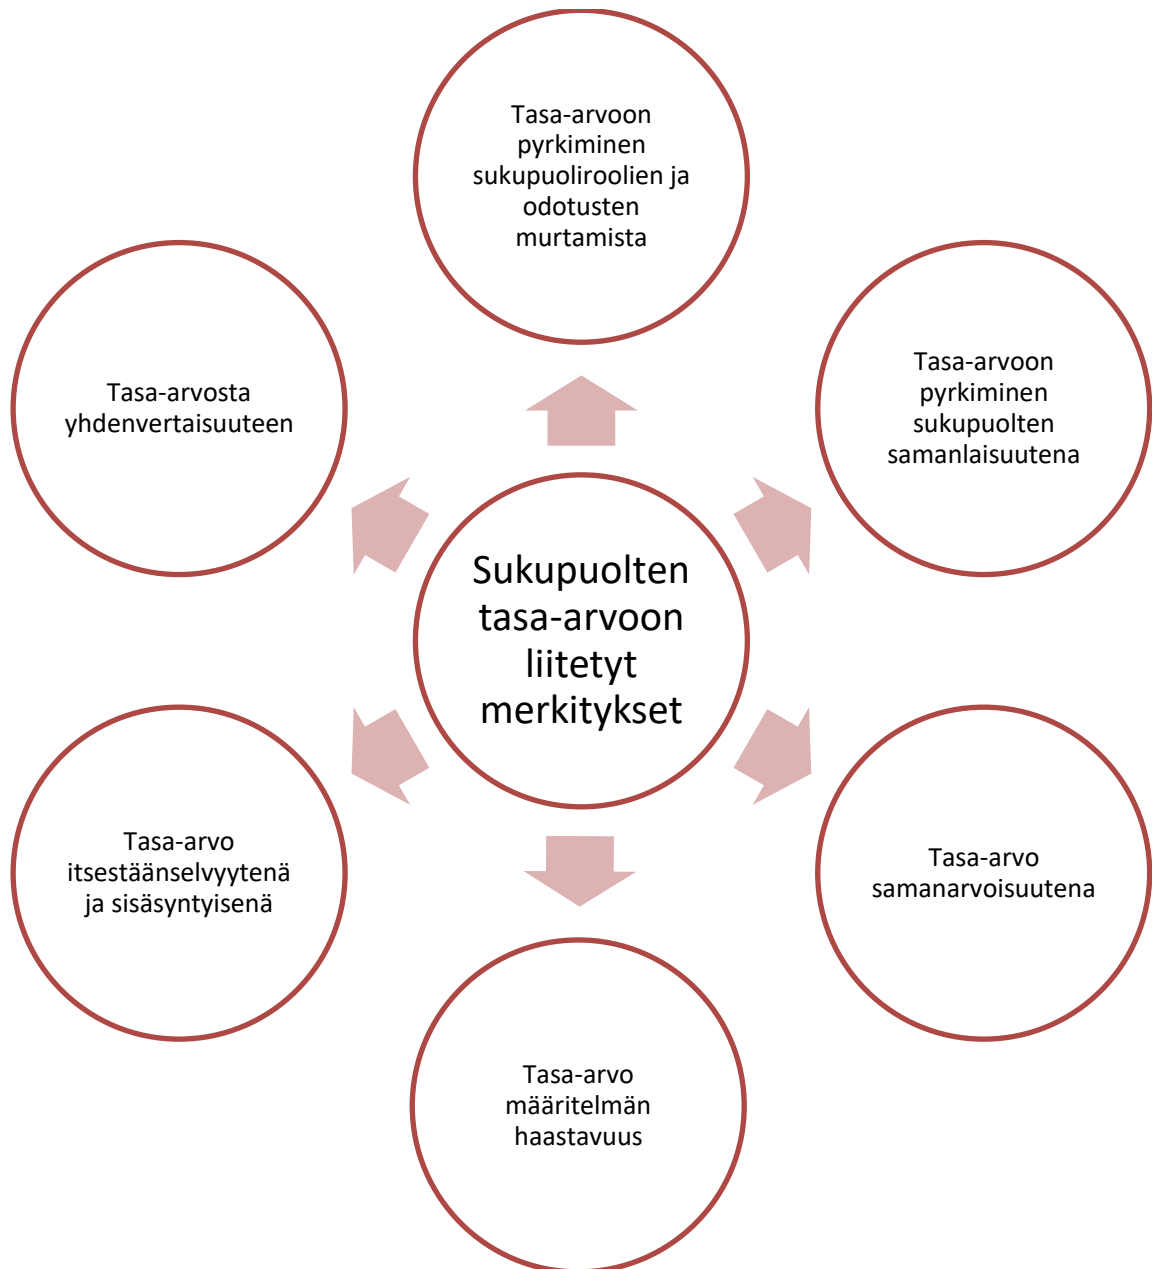 Tasa-arvoon
pyrkiminen
sukupuoliroolien ja
odotusten
murtamista
Tasa-arvosta
yhdenvertaisuuteen
Tasa-arvoon
pyrkiminen
sukupuolten
samanlaisuutena
Sukupuolten
tasa-arvoon
liitetyt
merkitykset
Tasa-arvo
itsestäänselvyytenä
ja sisäsyntyisenä
Tasa-arvo
samanarvoisuutena
Tasa-arvo
määritelmän
haastavuus